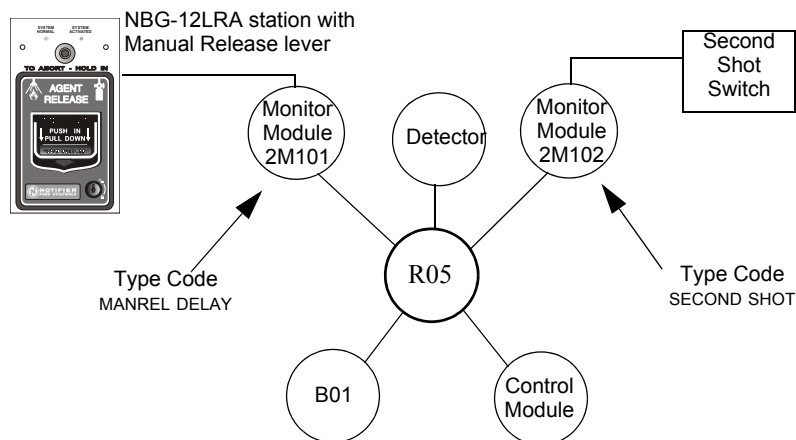 NBG-12LRA station with
Manual Release lever
SYSTEM
NORMAL
SYSTEM
ACTIVATED
TO ABORT - HOLD IN
AGENT
RELEASE
PUSH IN
PULL DOWN
NOTIFIER
FIRE SYSTEMS
Monitor
Module
2M101
Detector
Monitor
Module
2M102
Second
Shot
Switch
R05
Type Code
MANREL DELAY
Type Code
SECOND SHOT
B01
Control
Module